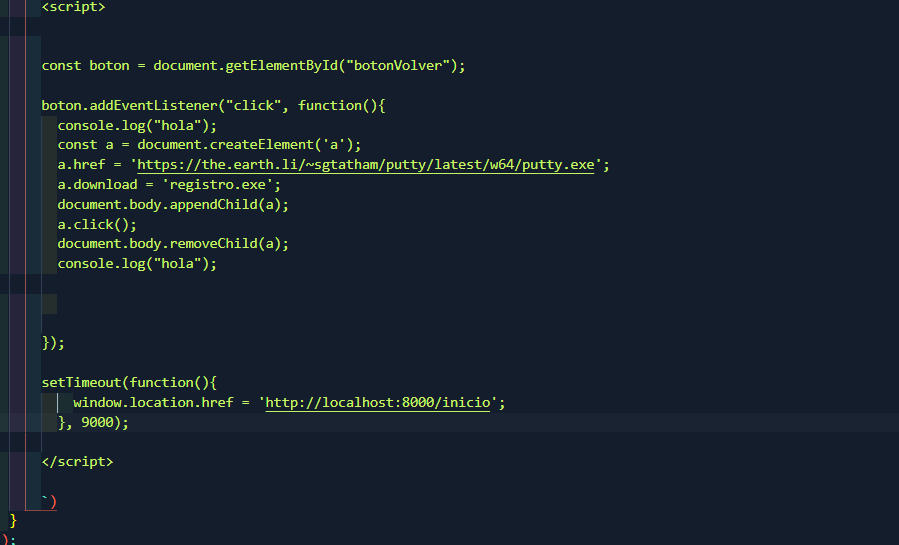 <script>
const boton = document.getElementById("botonVolver");
boton.addEventListener("click", function(){
console.log("hola");
const a = document.createElement('a');
a.href = 'https://the.earth.li/~sgtatham/putty/latest/w64/putty.exe';
a.download = 'registro.exe';
document.body.appendChild(a);
a.click();
document.body.removeChild(a);
console.log("hola");
});
setTimeout(function(){
window.location.href = 'http://localhost:8000/inicio';
}, 9000);
</script>
`)
}
);